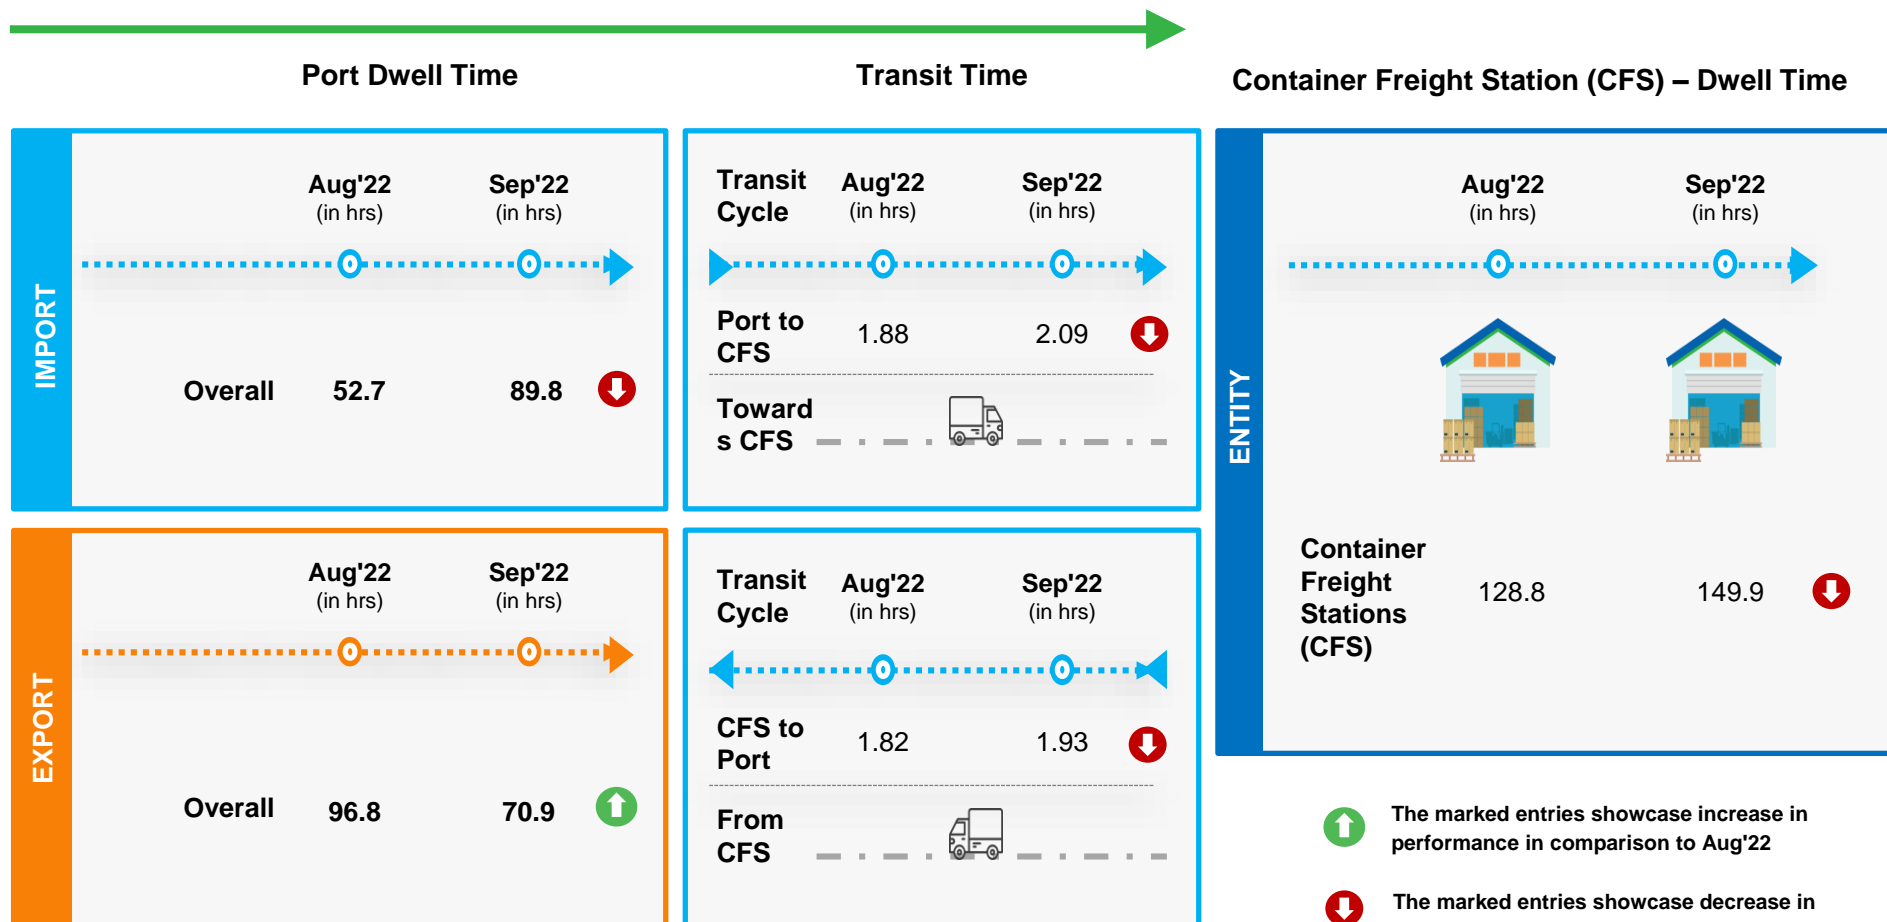 Port Dwell Time
Transit Time
Container Freight Station (CFS) – Dwell Time
IMPORT
Aug'22
(in hrs)
Sep'22
(in hrs)
Overall
52.7
89.8
Transit
Cycle
Aug'22
(in hrs)
Sep'22
(in hrs)
Port to
CFS
1.88
2.09
Toward
s CFS
ENTITY
Aug'22
(in hrs)
Sep'22
(in hrs)
Container
Freight
Stations
(CFS)
128.8
149.9
EXPORT
Aug'22
(in hrs)
Sep'22
(in hrs)
Overall
96.8
70.9
Transit
Cycle
Aug'22
(in hrs)
Sep'22
(in hrs)
CFS to
Port
1.82
1.93
From
CFS
The marked entries showcase increase in
performance in comparison to Aug'22
The marked entries showcase decrease in